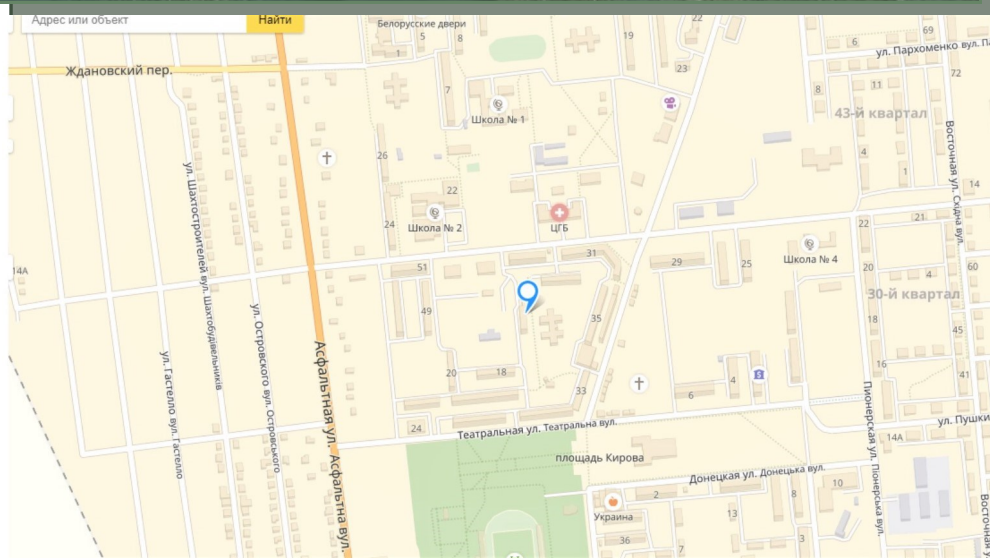 Адрес или объект
Найти
Белорусские двери
22
5
8
19
69
1
6
ул. Пархоменко вул. П
Ждановский пер.
23
72
7
8
11
Школа № 1
43-й квартал
26
4
Восточная ул. Східна вул.
ул. Шахтостроителей вул. Шахтобудівельників
1
22
14
24
Школа № 2
ЦГБ
22
21
31
14А
51
29
25
Школа № 4
20
4
60
30-й квартал
ул. Островского вул. Островського
49
35
18
45
Асфальтная ул. Асфальтна вул.
ул. Гастелло вул. Гастелло
20
18
16
41
4
33
6
Пионерская ул. Піонерська вул.
24
Театральная ул. Театральна вул.
ул. Пушки
14А
площадь Кирова
Донецкая ул. Донецька вул.
10
2
8
Украина
13
36
7
3
Восточная